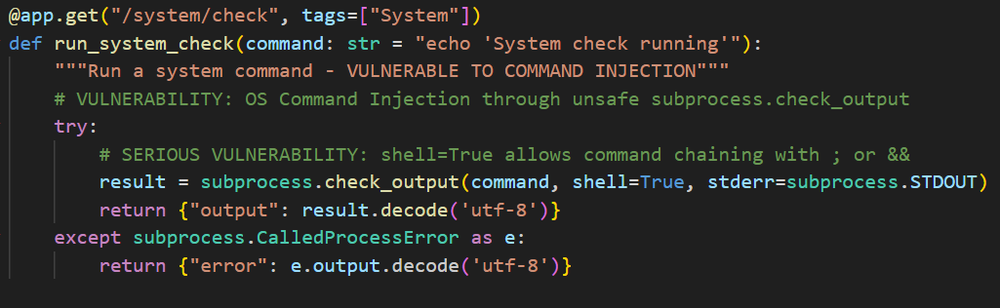 @app.get("/system/check", tags=["System"])
def run_system_check(command: str = "echo 'System check running'"):
    """Run a system command - VULNERABLE TO COMMAND INJECTION"""
    # VULNERABILITY: OS Command Injection through unsafe subprocess.check_output
    try:
        # SERIOUS VULNERABILITY: shell=True allows command chaining with ; or &&
        result = subprocess.check_output(command, shell=True, stderr=subprocess.STDOUT)
        return {"output": result.decode('utf-8')}
    except subprocess.CalledProcessError as e:
        return {"error": e.output.decode('utf-8')}